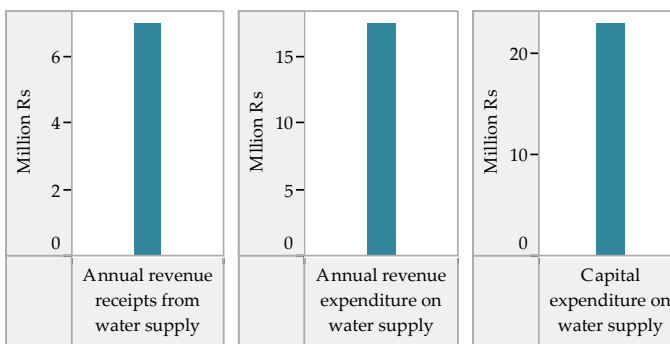 Million Rs
6
4
2
0
Annual revenue
receipts from
water supply
Million Rs
15
10
5
0
Annual revenue
expenditure on
water supply
Million Rs
20
10
0
Capital
expenditure on
water supply